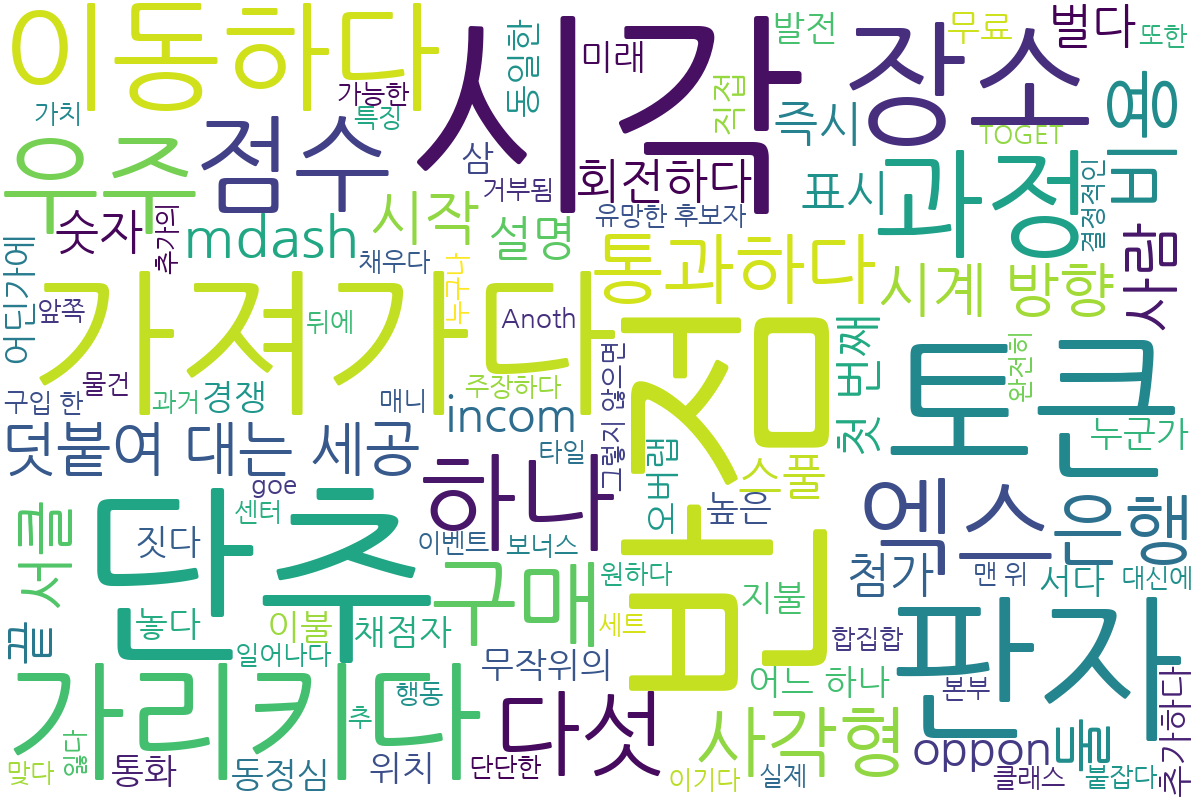 이동하다
시각
장소
벌다
또한
무료
발전
미래
동일한
가능한
특징
가치
우주
점수
삼
거부됨
회전하다
직접
즉시
TOGET
비용
표시
과정
결정적인
사람
숫자
추가의
mdash
시작
설명
유망한 후보자
통과하다
시계 방향
어딘가에
앞쪽
채우다
누구나
가져가다
뒤에
Anoth
그렇지 않으면
반점
첫 번째
토큰
완전히
누군가
구입 한
물건
과거
경쟁
매니
주장하다
incom
타일
오버랩
스풀
높은
덧붙여 대는 세공
goe
센터
하나
엑스
은
행
끝 서클
짓다
단추
이벤트
보너스
구매
원하다
지불
첨가
맨 위
서다
대신에
놓다
이불
채점자
세트
합집합
판자
둘
일어나다
무작위의
어느 하나
본부
가리키다
행동
추
다섯
사각형
oppon
추가하다
맞다
잃다
통화
동정심
위치
단단한
이기다
실제
클래스
붙잡다